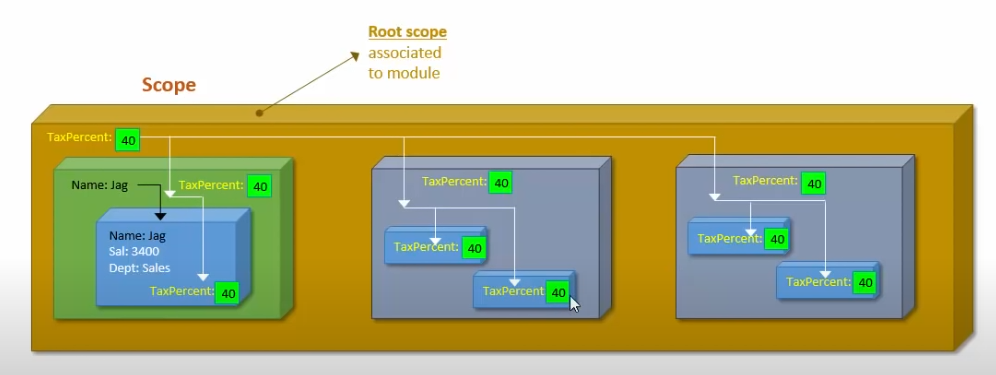 Root scope
associated
to module
Scope
TaxPercent: 40
Name: Jag
TaxPercent: 40
Name: Jag
Sal: 3400
Dept: Sales
TaxPercent: 40
TaxPercent: 40
TaxPercent: 40
TaxPercent 40
TaxPercent: 40
TaxPercent: 40
TaxPercent: 40